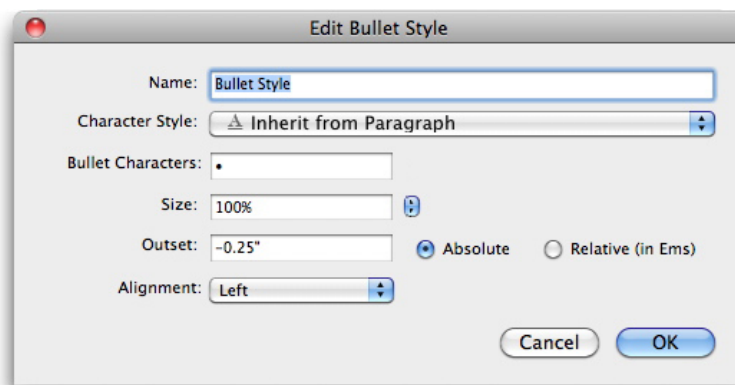 Edit Bullet Style
Name: Bullet Style
Character Style: A Inherit from Paragraph
Bullet Characters: •
Size: 100%
Outset: -0.25" Absolute Relative (in Ems)
Alignment: Left
Cancel OK